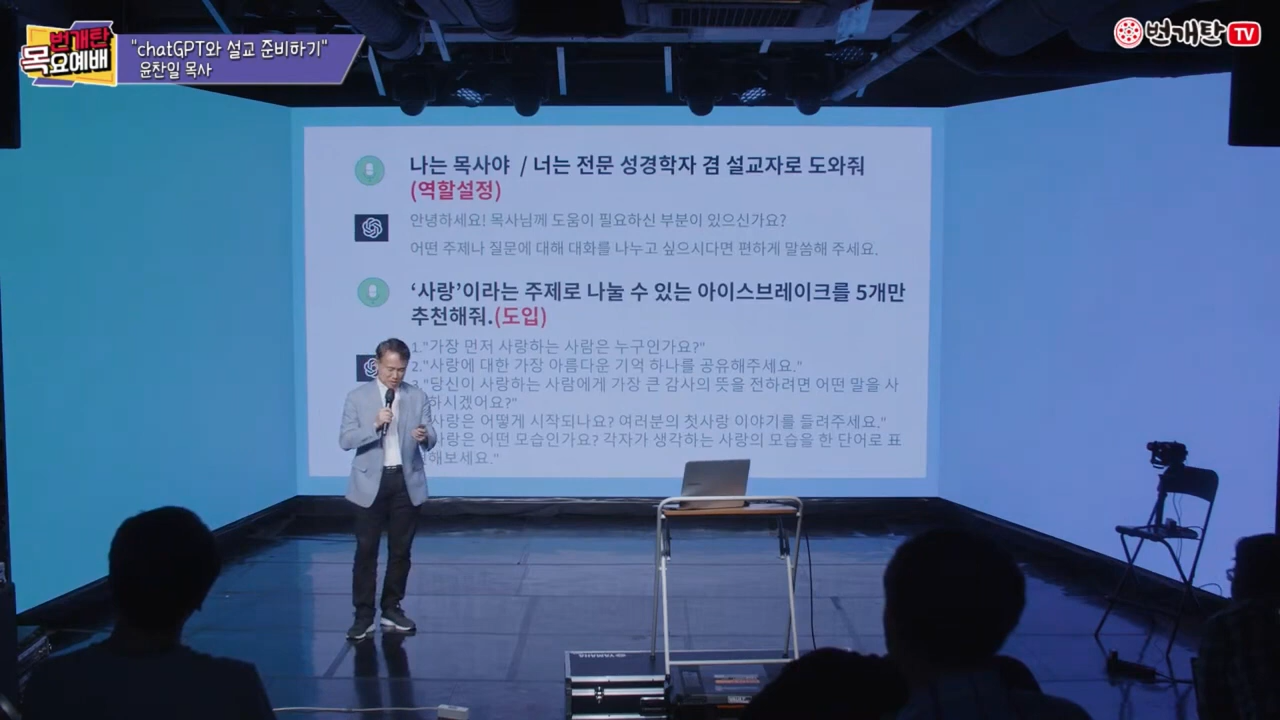 번개탄
목요예배
"chatGPT와 설교 준비하기"
윤찬일 목사
번개탄 TV
나는 목사야 / 너는 전문 성경학자 겸 설교자로 도와줘
(역할설정)
안녕하세요! 목사님께 도움이 필요하신 부분이 있으신가요?
어떤 주제나 질문에 대해 대화를 나누고 싶으시다면 편하게 말씀해 주세요.
‘사랑’이라는 주제로 나눌 수 있는 아이스브레이크를 5개만
추천해줘.(도입)
1."가장 먼저 사랑하는 사람은 누구인가요?"
2."사랑에 대한 가장 아름다운 기억 하나를 공유해주세요."
3."당신이 사랑하는 사람에게 가장 큰 감사의 뜻을 전하려면 어떤 말을 사
하시겠어요?"
사랑은 어떻게 시작되나요? 여러분의 첫사랑 이야기를 들려주세요."
사랑은 어떤 모습인가요? 각자가 생각하는 사랑의 모습을 한 단어로 표
해보세요."
YAMAHA